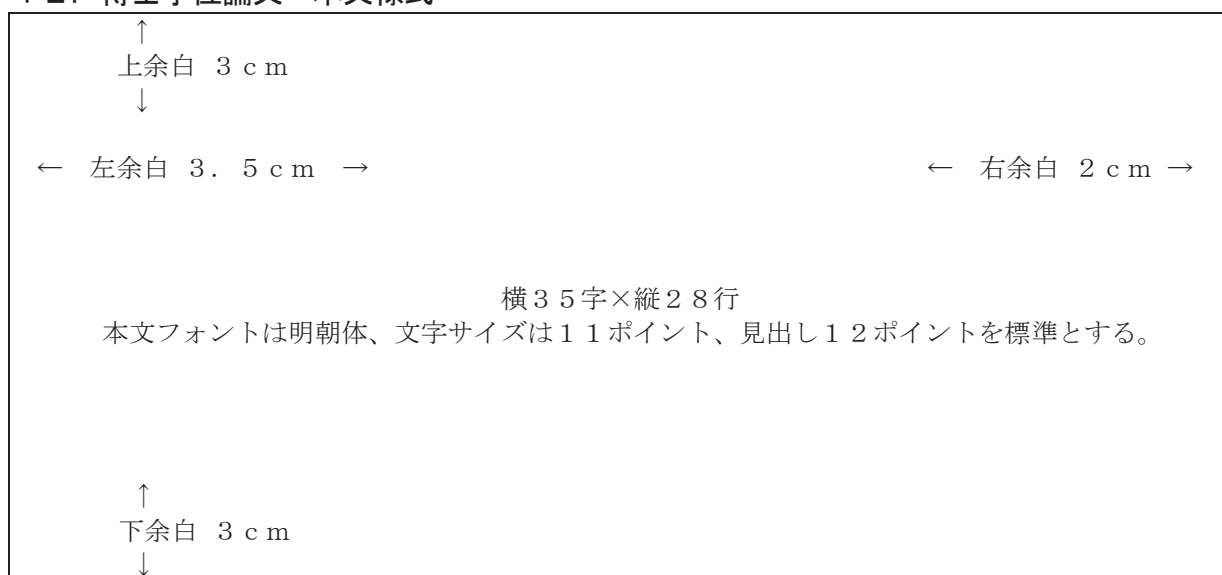 ↑
上余白 3ｃｍ
↓
← 左余白 3．5ｃｍ →
← 右余白 2ｃｍ →
横３５字×縦２８行
本文フォントは明朝体、文字サイズは１１ポイント、見出し１２ポイントを標準とする。
↑
下余白 3ｃｍ
↓